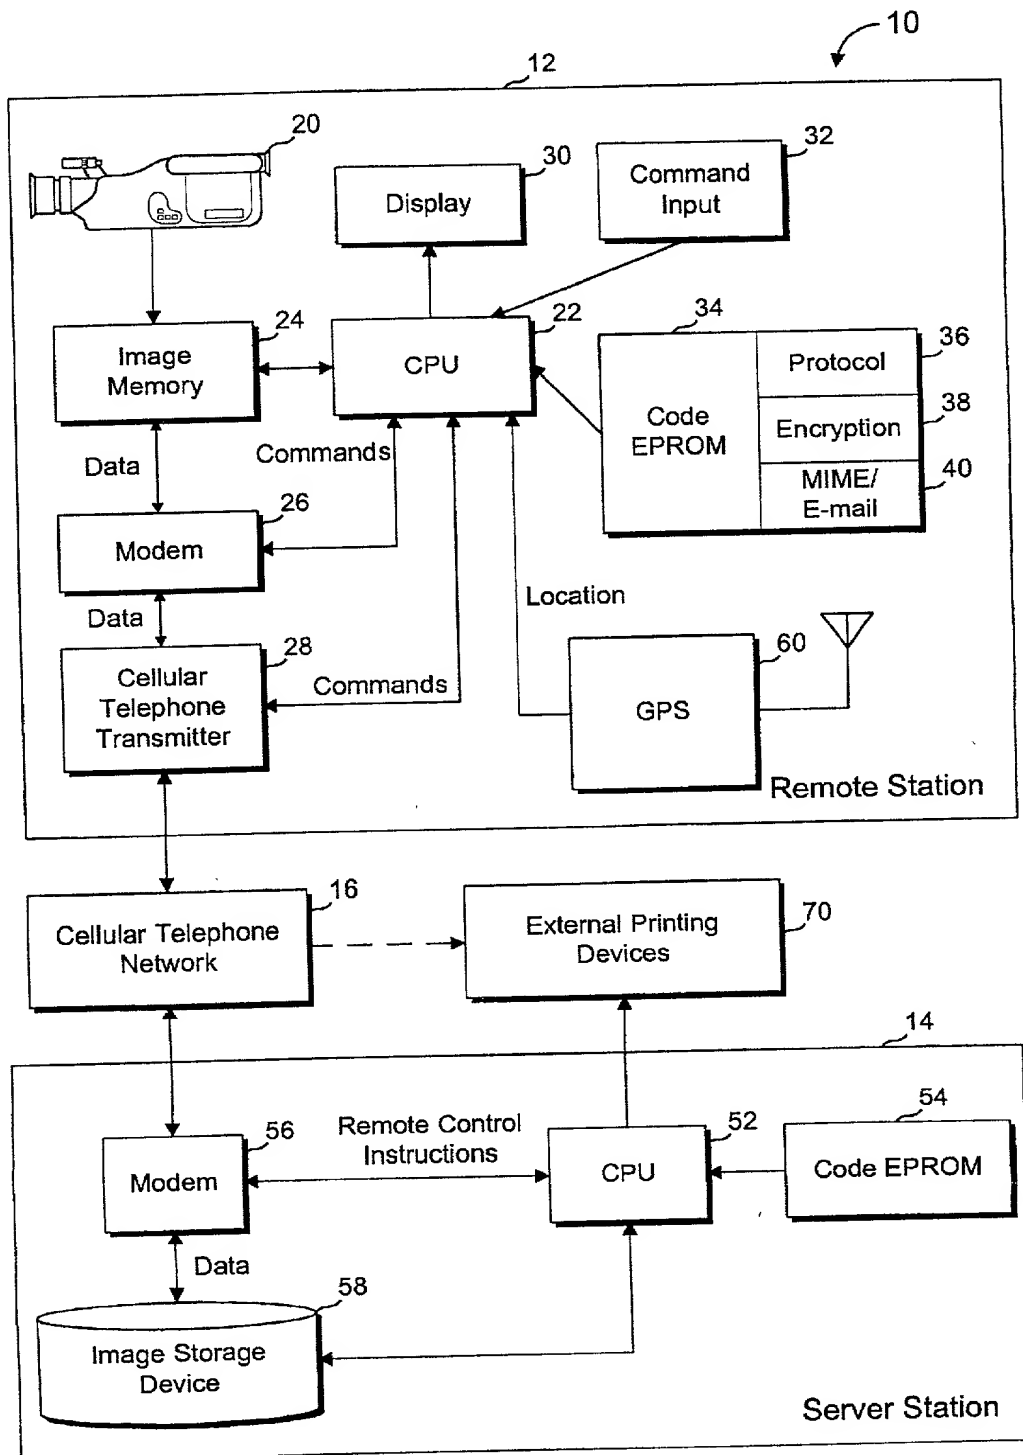 10
12
20
30
32
Display
Command
Input
24
22
34
36
Image
Memory
CPU
Code
EPROM
Protocol
38
Encryption
40
MIME/
E-mail
Data
Commands
26
Modem
Data
Location
28
Cellular
Telephone
Transmitter
Commands
60
GPS
Remote Station
16
70
Cellular Telephone
Network
External Printing
Devices
14
56
Remote Control
Instructions
52
54
Modem
CPU
Code EPROM
Data
58
Image Storage
Device
Server Station